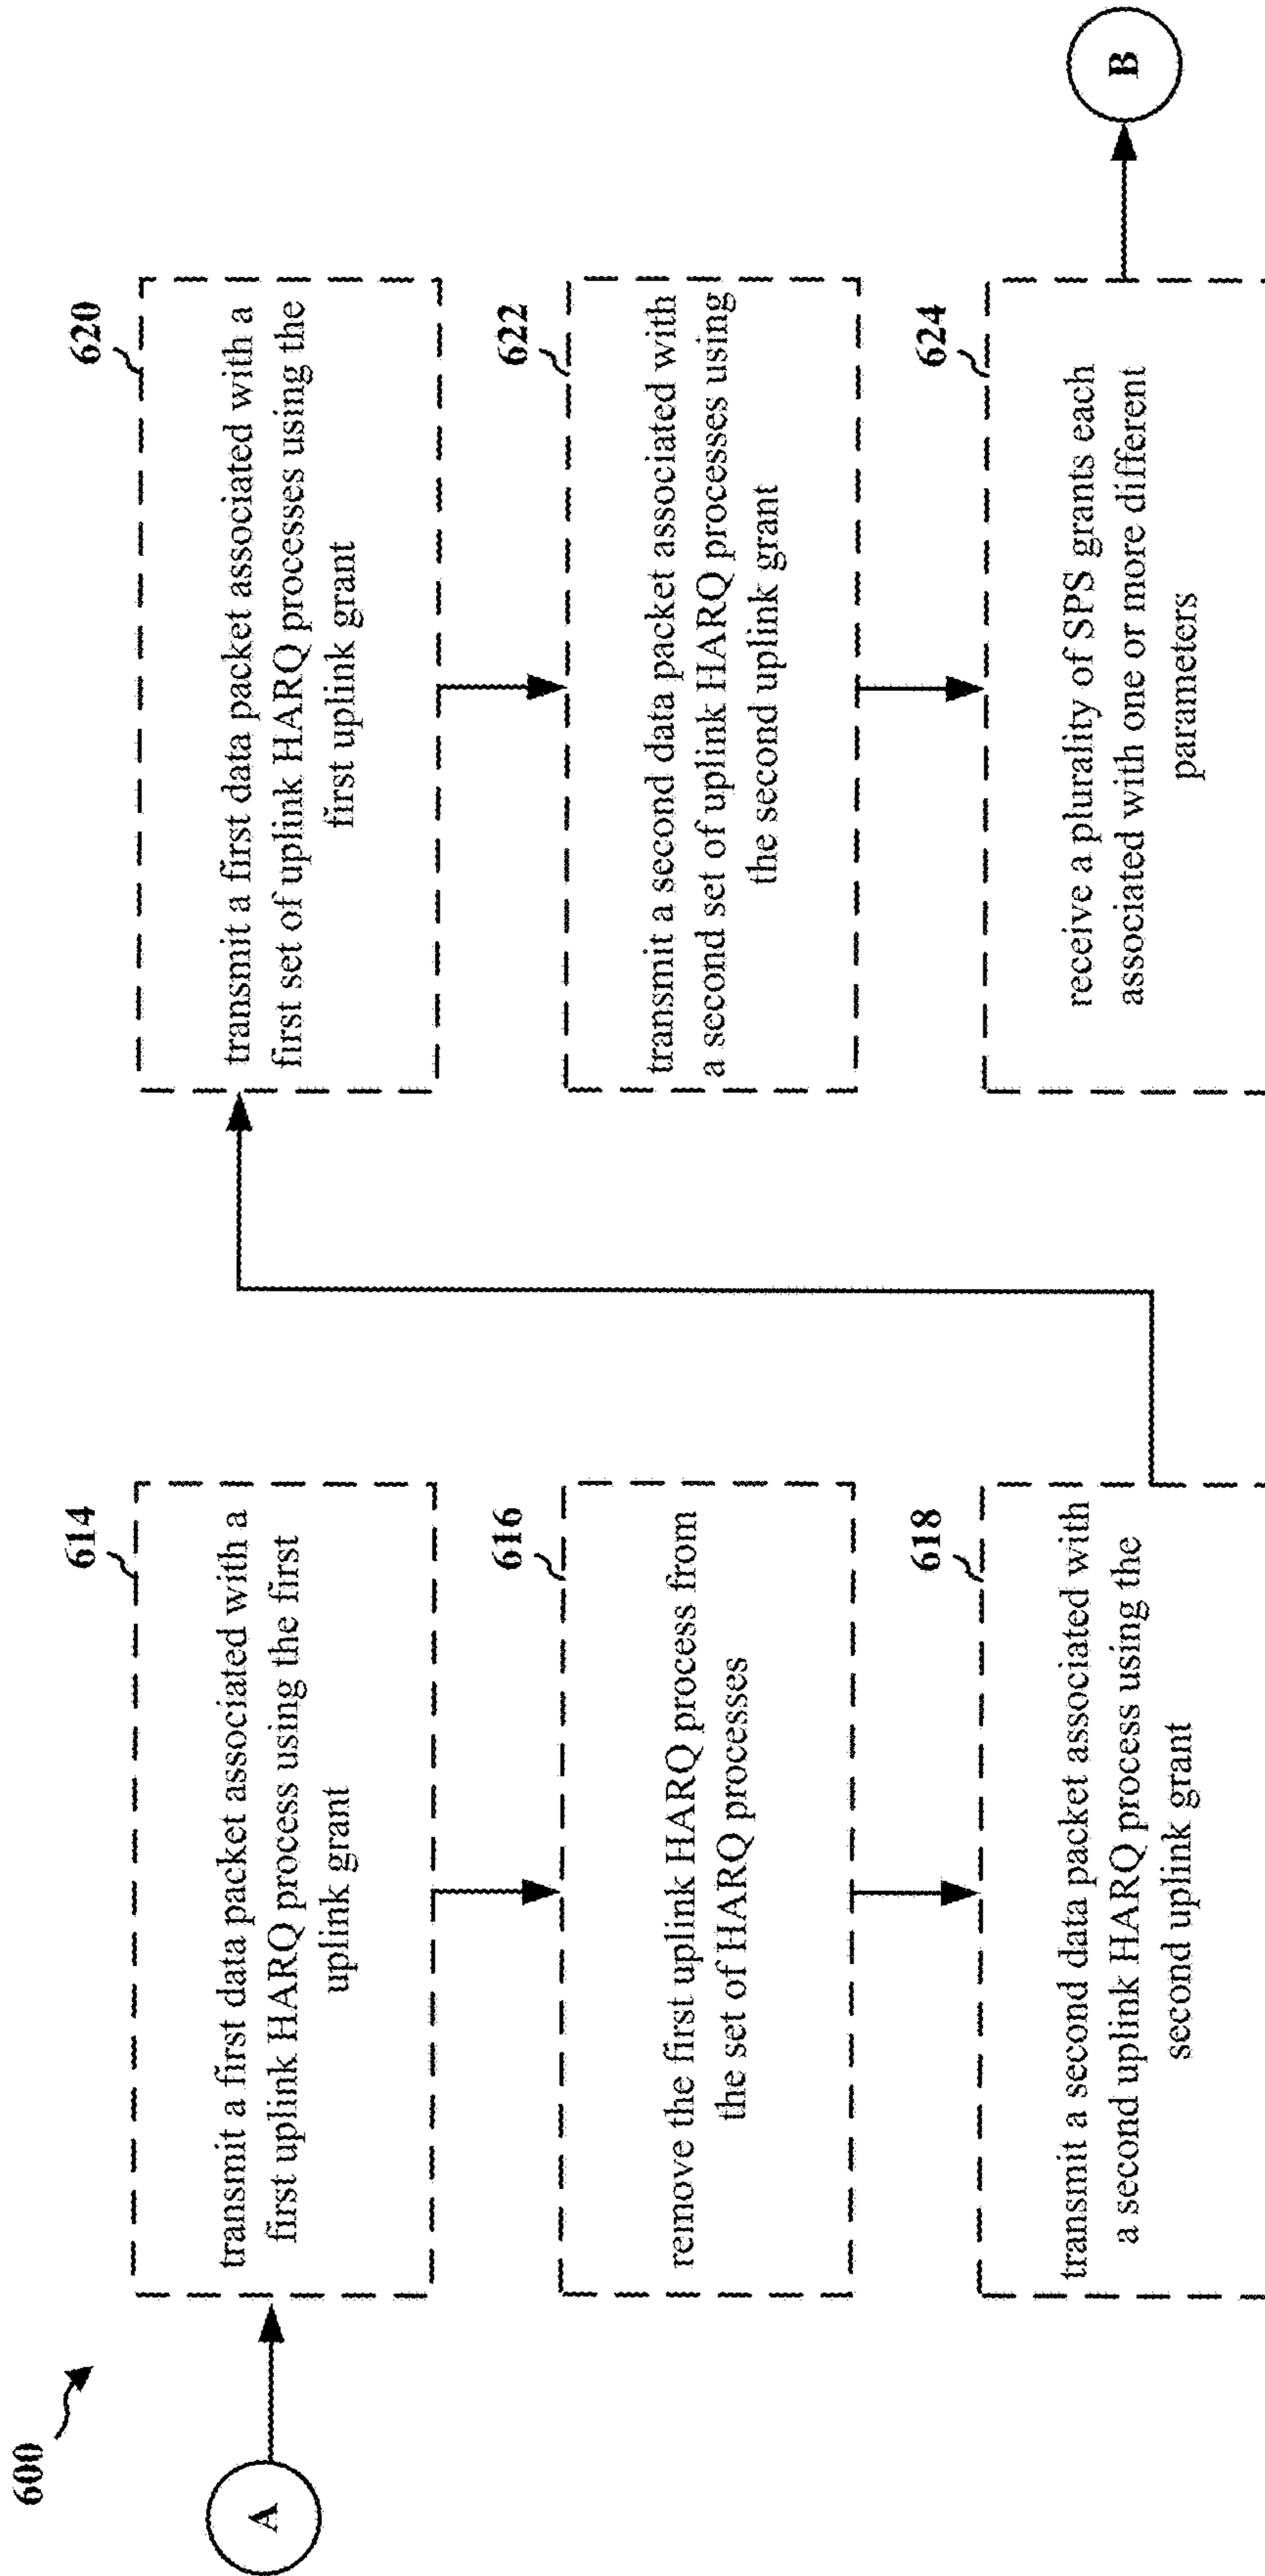 600
A
614
transmit a first data packet associated with a
first uplink HARQ process using the first
uplink grant
616
remove the first uplink HARQ process from
the set of HARQ processes
618
transmit a second data packet associated with
a second uplink HARQ process using the
second uplink grant
620
transmit a first data packet associated with a
first set of uplink HARQ processes using the
first uplink grant
622
transmit a second data packet associated with
a second set of uplink HARQ processes using
the second uplink grant
624
receive a plurality of SPS grants each
associated with one or more different
parameters
B